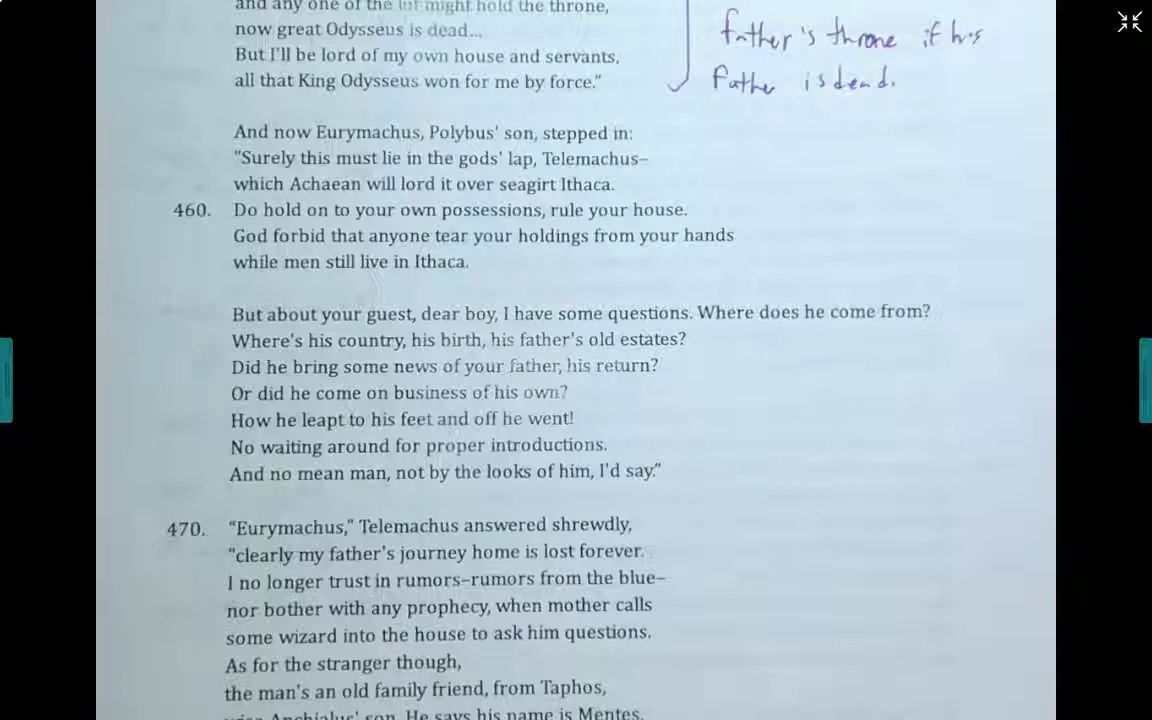 and any one of the lot might hold the throne,
now great Odysseus is dead...
But I'll be lord of my own house and servants,
all that King Odysseus won for me by force."
father's throne if his
father is dead.
And now Eurymachus, Polybus' son, stepped in:
"Surely this must lie in the gods' lap, Telemachus–
which Achaean will lord it over seagirt Ithaca.
460. Do hold on to your own possessions, rule your house.
God forbid that anyone tear your holdings from your hands
while men still live in Ithaca.
But about your guest, dear boy, I have some questions. Where does he come from?
Where's his country, his birth, his father's old estates?
Did he bring some news of your father, his return?
Or did he come on business of his own?
How he leapt to his feet and off he went!
No waiting around for proper introductions.
And no mean man, not by the looks of him, I'd say."
470. "Eurymachus," Telemachus answered shrewdly,
"clearly my father's journey home is lost forever.
I no longer trust in rumors–rumors from the blue–
nor bother with any prophecy, when mother calls
some wizard into the house to ask him questions.
As for the stranger though,
the man's an old family friend, from Taphos,
wise Anchialus' son. He says his name is Mentes,